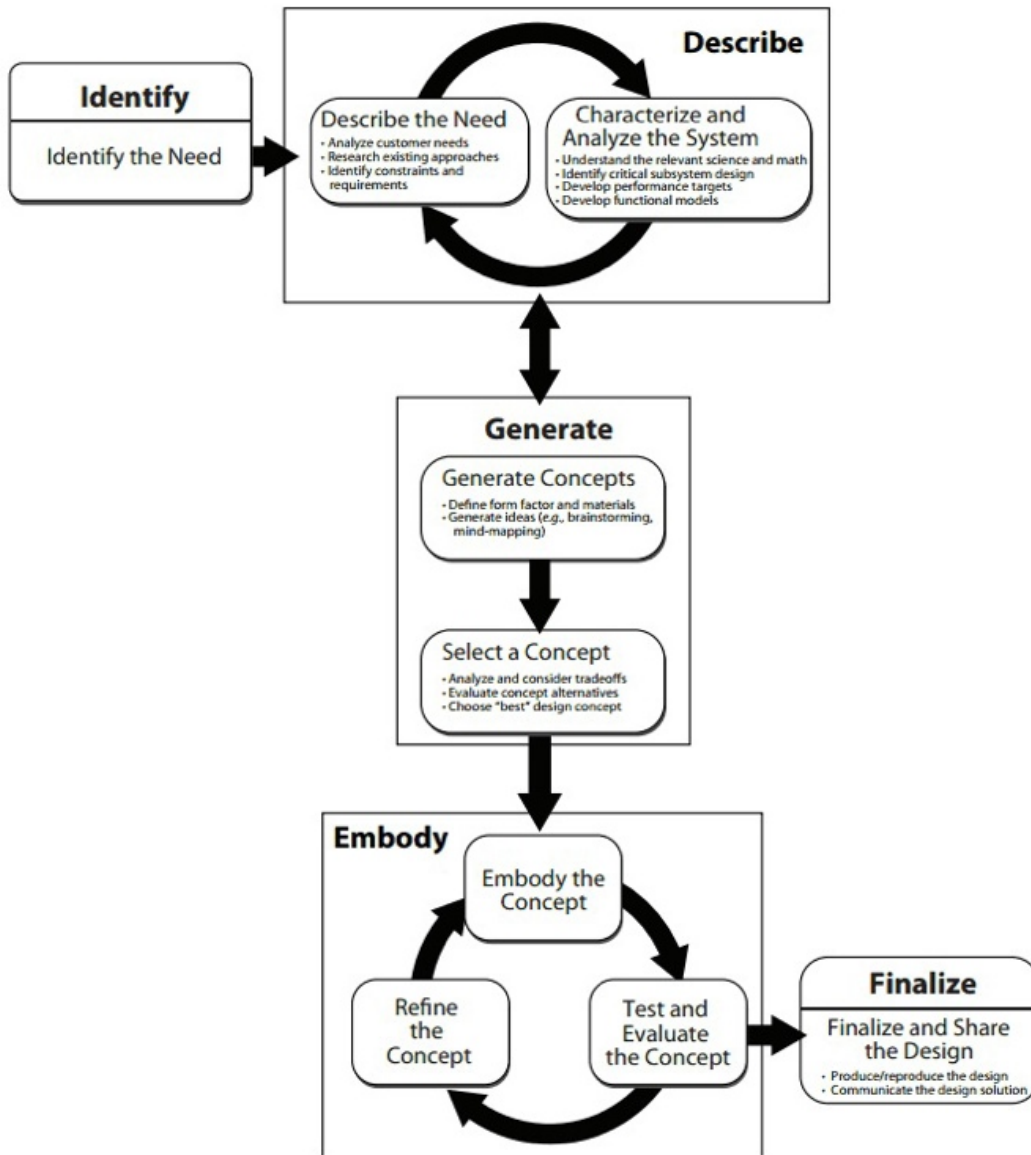 Identify
Identify the Need
Describe
Describe the Need
• Analyze customer needs
• Research existing approaches
• Identify constraints and
requirements
Characterize and
Analyze the System
• Understand the relevant science and math
• Identify critical subsystem design
• Develop performance targets
• Develop functional models
Generate
Generate Concepts
• Define form factor and materials
• Generate ideas (e.g., brainstorming,
mind-mapping)
Select a Concept
• Analyze and consider tradeoffs
• Evaluate concept alternatives
• Choose "best" design concept
Embody
Embody the
Concept
Refine
the
Concept
Test and
Evaluate
the Concept
Finalize
Finalize and Share
the Design
• Produce/reproduce the design
• Communicate the design solution